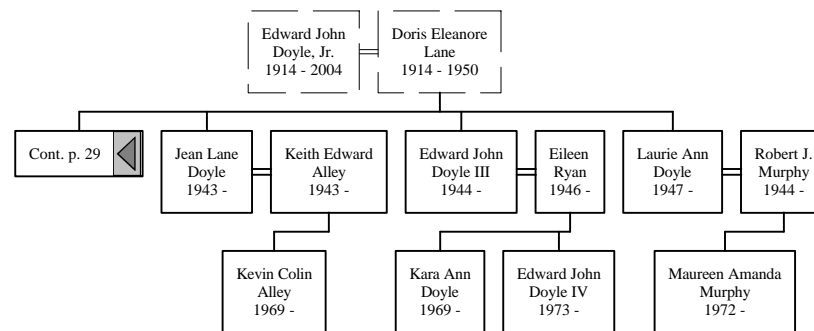 Edward John
Doyle, Jr.
1914 - 2004
Doris Eleanore
Lane
1914 - 1950
Cont. p. 29
Jean Lane
Doyle
1943 -
Keith Edward
Alley
1943 -
Edward John
Doyle III
1944 -
Eileen
Ryan
1946 -
Laurie Ann
Doyle
1947 -
Robert J.
Murphy
1944 -
Kevin Colin
Alley
1969 -
Kara Ann
Doyle
1969 -
Edward John
Doyle IV
1973 -
Maureen Amanda
Murphy
1972 -